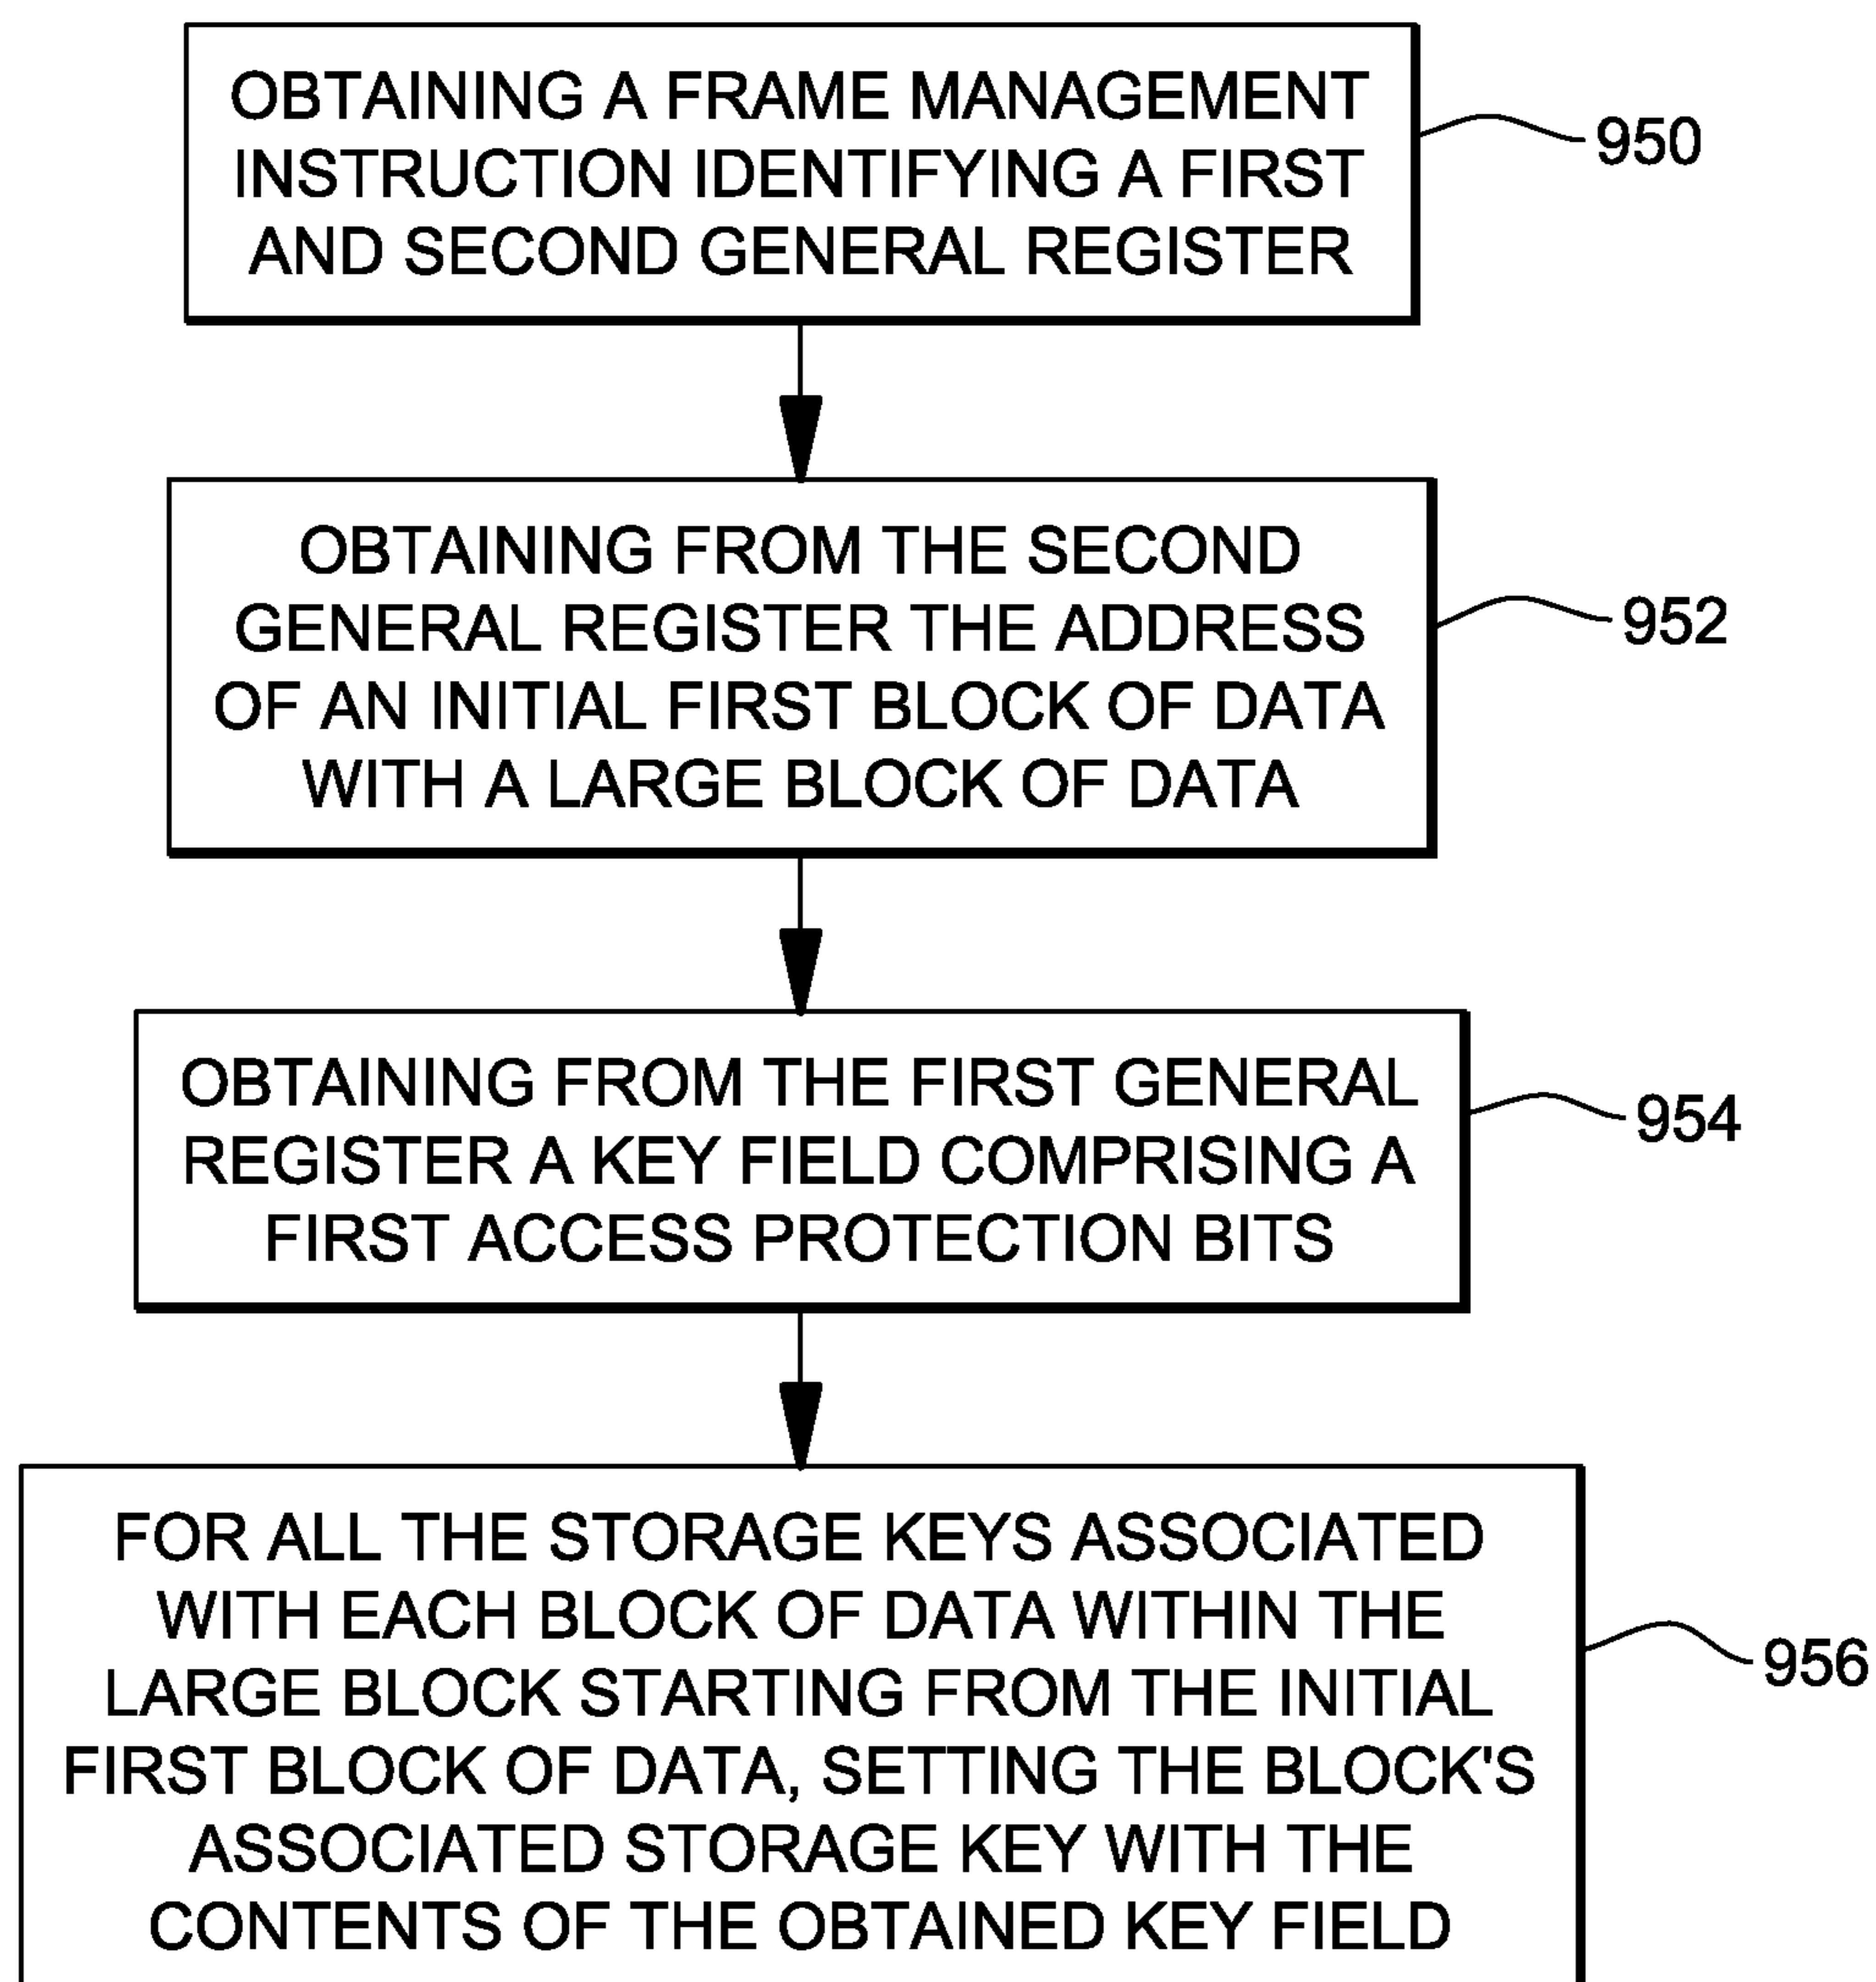 OBTAINING A FRAME MANAGEMENT
INSTRUCTION IDENTIFYING A FIRST
AND SECOND GENERAL REGISTER
950
OBTAINING FROM THE SECOND
GENERAL REGISTER THE ADDRESS
OF AN INITIAL FIRST BLOCK OF DATA
WITH A LARGE BLOCK OF DATA
952
OBTAINING FROM THE FIRST GENERAL
REGISTER A KEY FIELD COMPRISING A
FIRST ACCESS PROTECTION BITS
954
FOR ALL THE STORAGE KEYS ASSOCIATED
WITH EACH BLOCK OF DATA WITHIN THE
LARGE BLOCK STARTING FROM THE INITIAL
FIRST BLOCK OF DATA, SETTING THE BLOCK'S
ASSOCIATED STORAGE KEY WITH THE
CONTENTS OF THE OBTAINED KEY FIELD
956